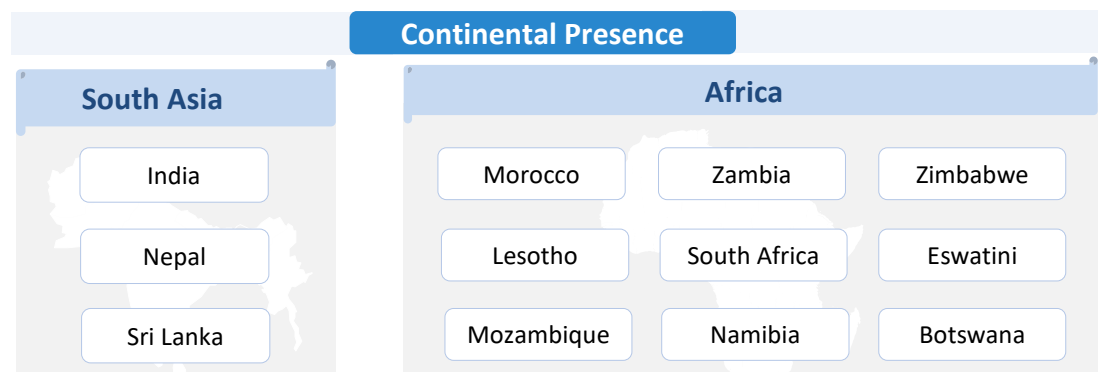 Continental Presence
South Asia
India
Nepal
Sri Lanka
Africa
Morocco
Zambia
Zimbabwe
Lesotho
South Africa
Eswatini
Mozambique
Namibia
Botswana